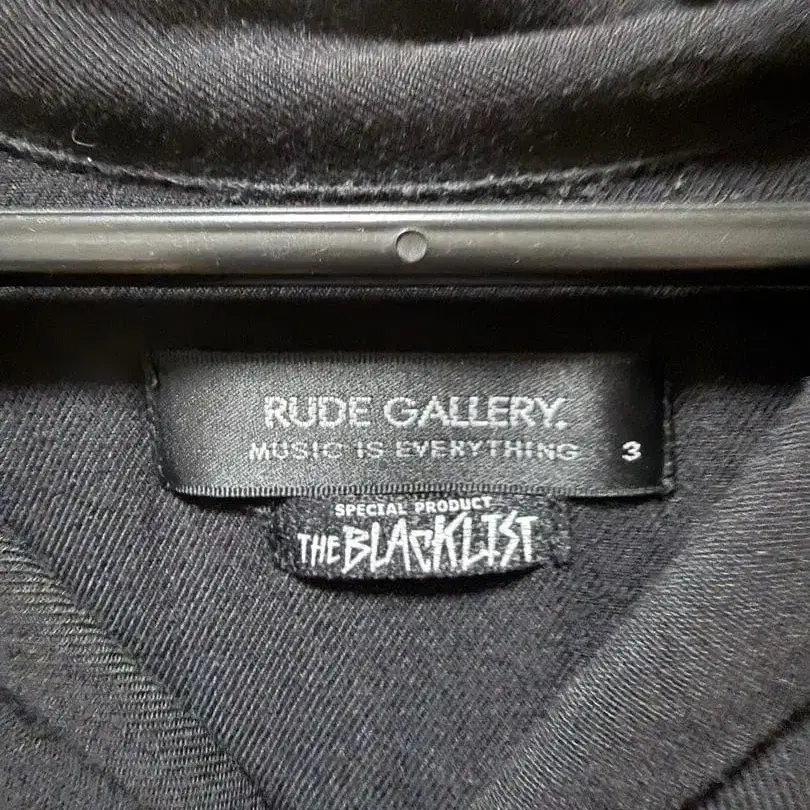 RUDE GALLERY.
MUSIC IS EVERYTHING
3
SPECIAL PRODUCT
THE BLACKLIST